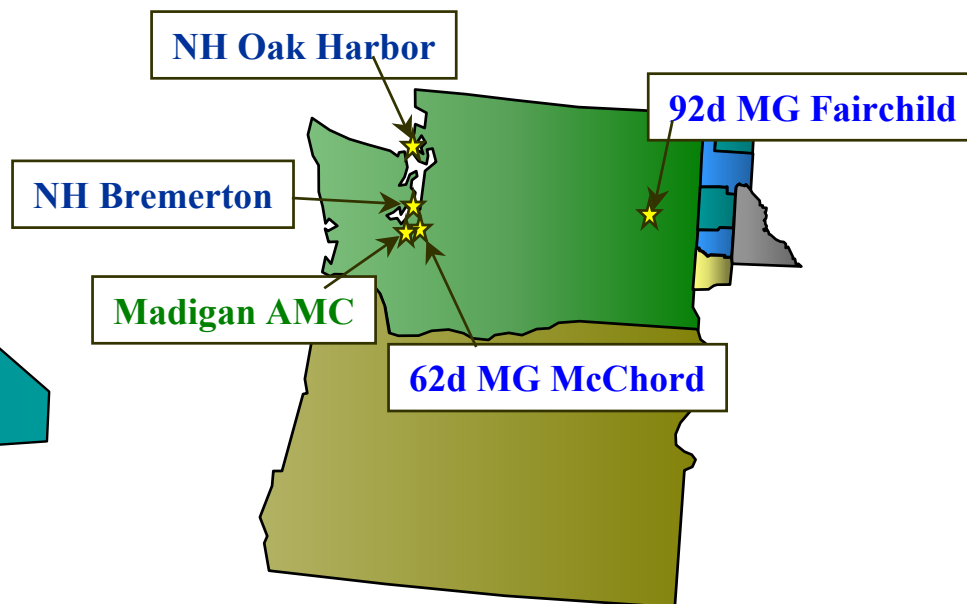 NH Oak Harbor
92d MG Fairchild
NH Bremerton
Madigan AMC
62d MG McChord